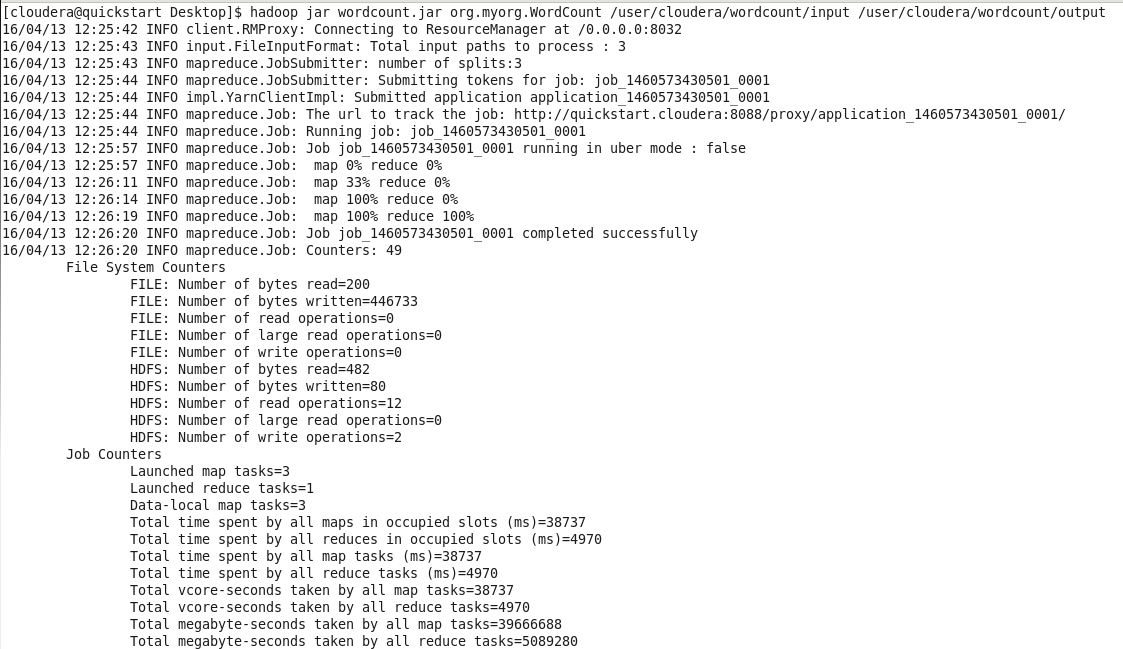 [cloudera@quickstart Desktop]$ hadoop jar wordcount.jar org.myorg.WordCount /user/cloudera/wordcount/input /user/cloudera/wordcount/output
16/04/13 12:25:42 INFO client.RMProxy: Connecting to ResourceManager at /0.0.0.0:8032
16/04/13 12:25:43 INFO input.FileInputFormat: Total input paths to process : 3
16/04/13 12:25:43 INFO mapreduce.JobSubmitter: number of splits:3
16/04/13 12:25:44 INFO mapreduce.JobSubmitter: Submitting tokens for job: job_1460573430501_0001
16/04/13 12:25:44 INFO impl.YarnClientImpl: Submitted application application_1460573430501_0001
16/04/13 12:25:44 INFO mapreduce.Job: The url to track the job: http://quickstart.cloudera:8088/proxy/application_1460573430501_0001/
16/04/13 12:25:44 INFO mapreduce.Job: Running job: job_1460573430501_0001
16/04/13 12:25:57 INFO mapreduce.Job: Job job_1460573430501_0001 running in uber mode : false
16/04/13 12:25:57 INFO mapreduce.Job:  map 0% reduce 0%
16/04/13 12:26:11 INFO mapreduce.Job:  map 33% reduce 0%
16/04/13 12:26:14 INFO mapreduce.Job:  map 100% reduce 0%
16/04/13 12:26:19 INFO mapreduce.Job:  map 100% reduce 100%
16/04/13 12:26:20 INFO mapreduce.Job: Job job_1460573430501_0001 completed successfully
16/04/13 12:26:20 INFO mapreduce.Job: Counters: 49
	File System Counters
		FILE: Number of bytes read=200
		FILE: Number of bytes written=446733
		FILE: Number of read operations=0
		FILE: Number of large read operations=0
		FILE: Number of write operations=0
		HDFS: Number of bytes read=482
		HDFS: Number of bytes written=80
		HDFS: Number of read operations=12
		HDFS: Number of large read operations=0
		HDFS: Number of write operations=2
	Job Counters
		Launched map tasks=3
		Launched reduce tasks=1
		Data-local map tasks=3
		Total time spent by all maps in occupied slots (ms)=38737
		Total time spent by all reduces in occupied slots (ms)=4970
		Total time spent by all map tasks (ms)=38737
		Total time spent by all reduce tasks (ms)=4970
		Total vcore-seconds taken by all map tasks=38737
		Total vcore-seconds taken by all reduce tasks=4970
		Total megabyte-seconds taken by all map tasks=39666688
		Total megabyte-seconds taken by all reduce tasks=5089280